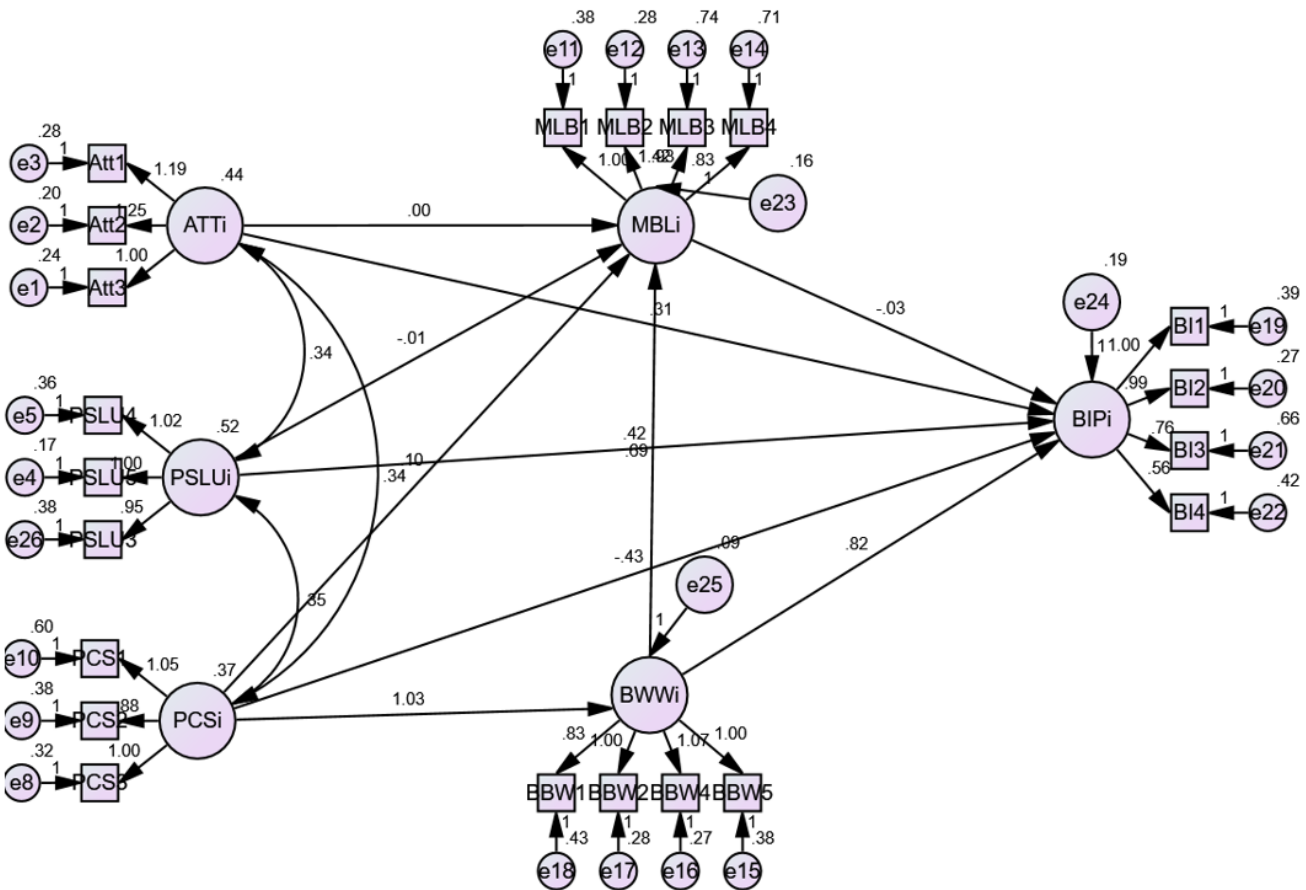 .38 .28 .74 .71
e11 e12 e13 e14
1 1 1 1
MLB1 MLB2 MLB3 MLB4
1.00 .83
1
.16
e23
.28
e3 1 Att1 1.19
.20
e2 1 Att2 1.25
.24
e1 1 Att3 1.00
.44
ATTi
.00
MBLi
.31
-.03
-.01
.34
.34
.19
e24
1 1.00
BI1 1 e19 .39
.99 BI2 1 e20 .27
.76 BI3 1 e21 .66
.56 BI4 1 e22 .42
BIPi
.36
e5 1 PSLU4 1.02
.17
e4 1 1.00
.38
e26 1 PSLU3 .95
.52
PSLUi
.42
.69
.10
-.43
.09
.82
e25
1
.35
.60
e10 1 PCS1 1.05
.38
e9 1 PCS2 .88
.32
e8 1 PCS3 1.00
.37
PCSi
1.03
BWWi
.83 1.00 1.07 1.00
BBW1 BBW2 BBW4 BBW5
1 1 1 1
.43 .28 .27 .38
e18 e17 e16 e15